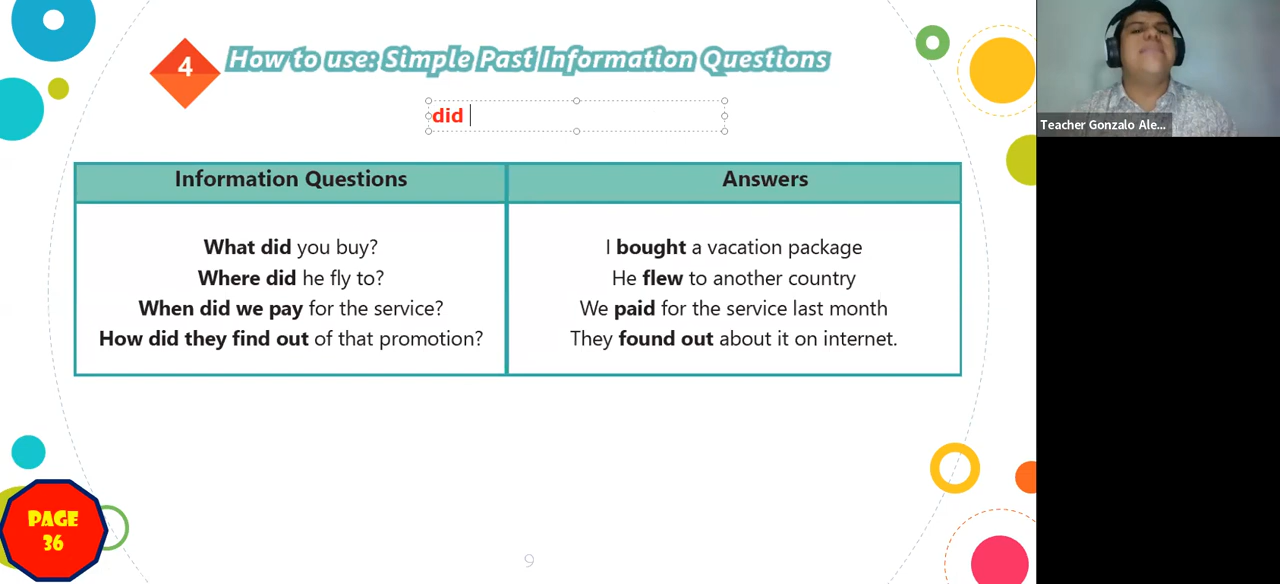 4
How to use: Simple Past Information Questions
did
Information Questions
Answers
What did you buy?
I bought a vacation package
Where did he fly to?
He flew to another country
When did we pay for the service?
We paid for the service last month
How did they find out of that promotion?
They found out about it on internet.
PAGE
36
9
Teacher Gonzalo Ale...